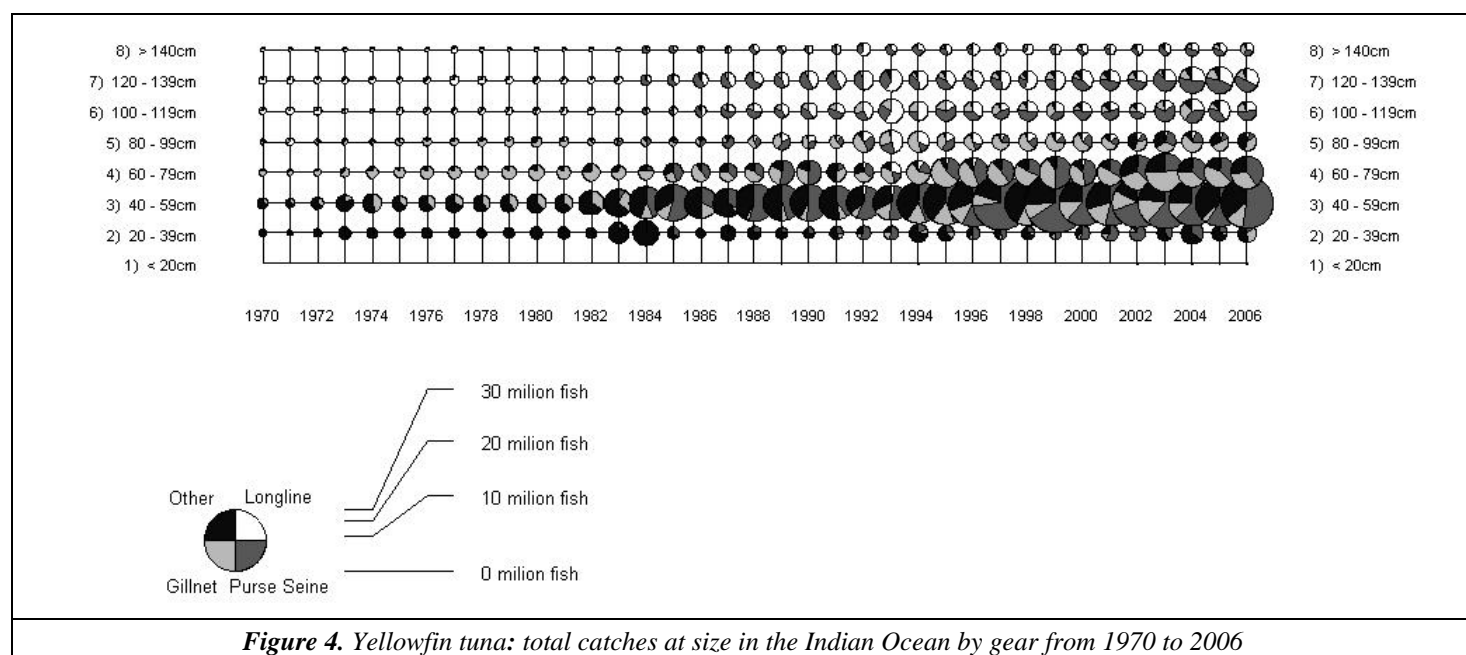 8) > 140cm 8) > 140cm
7) 120 - 139cm 7) 120 - 139cm
6) 100 - 119cm 6) 100 - 119cm
5) 80 - 99cm 5) 80 - 99cm
4) 60 - 79cm 4) 60 - 79cm
3) 40 - 59cm 3) 40 - 59cm
2) 20 - 39cm 2) 20 - 39cm
1) < 20cm 1) < 20cm
1970 1972 1974 1976 1978 1980 1982 1984 1986 1988 1990 1992 1994 1996 1998 2000 2002 2004 2006
30 milion fish
20 milion fish
Other Longline 10 milion fish
Gillnet Purse Seine 0 milion fish
Figure 4. Yellowfin tuna: total catches at size in the Indian Ocean by gear from 1970 to 2006